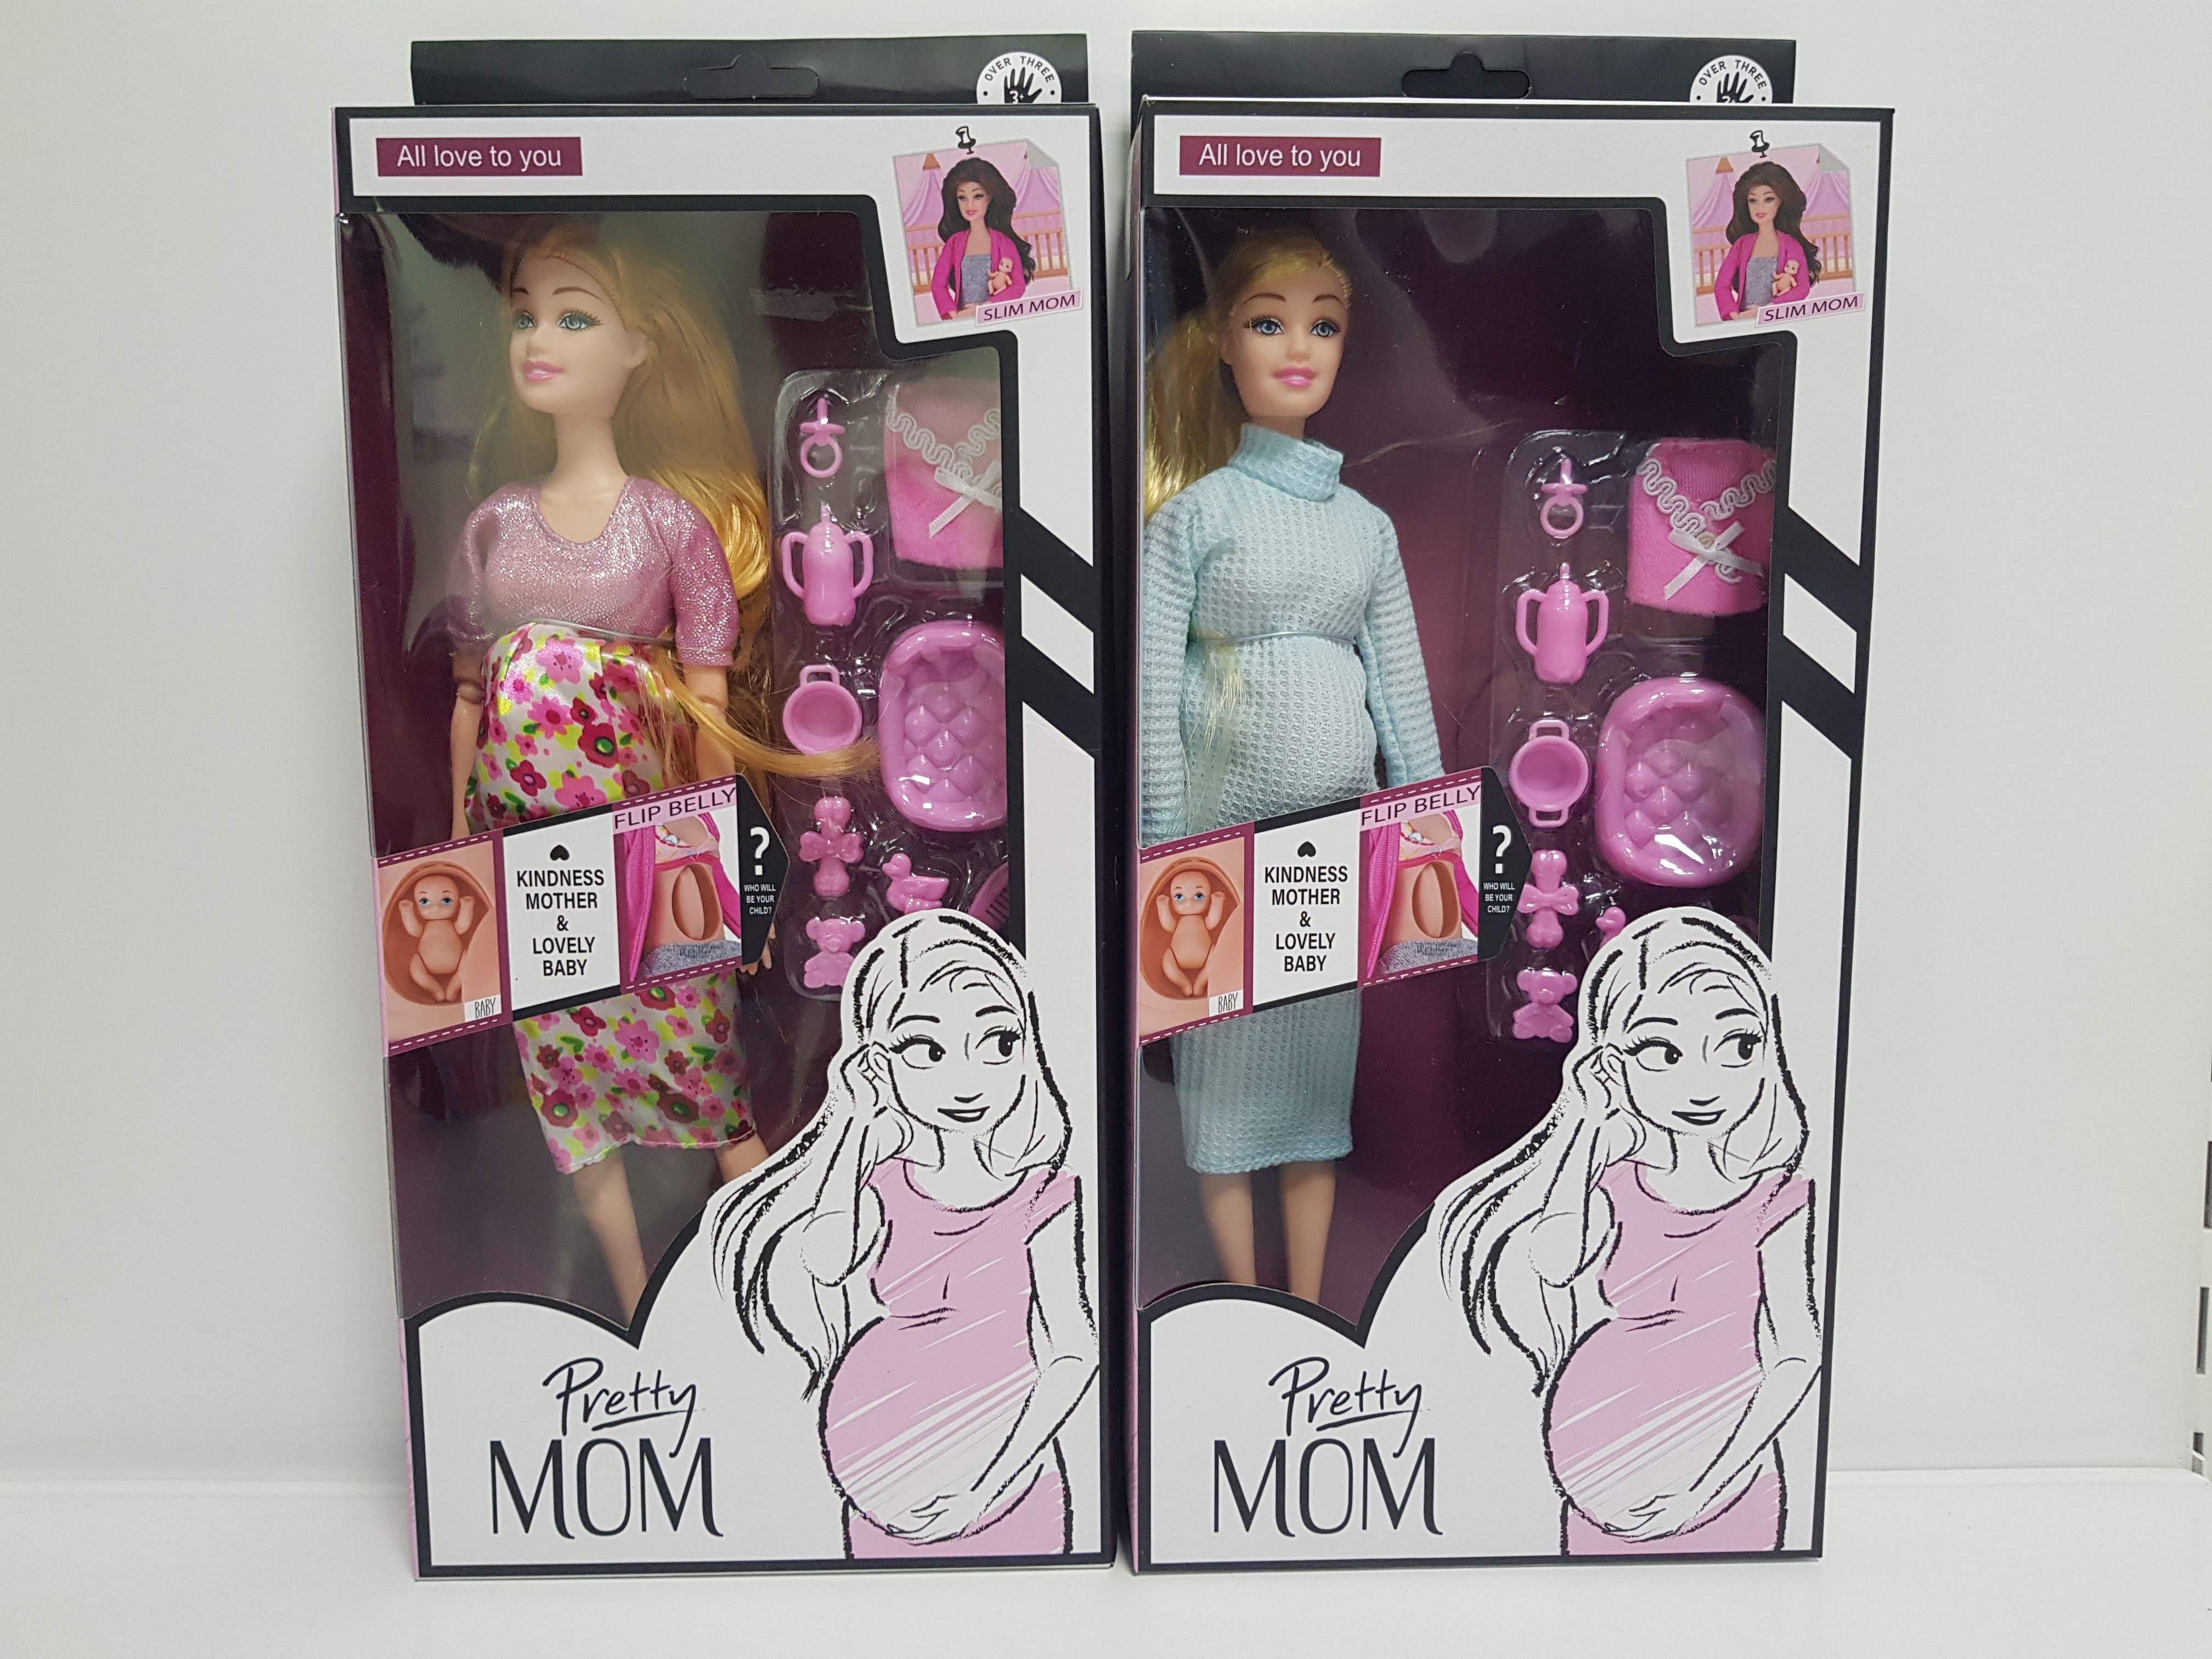 OVER THREE
3+
All love to you
SLIM MOM
FLIP BELLY
KINDNESS
MOTHER
&
LOVELY
BABY
?
WHO WILL
BE YOUR
CHILD?
BABY
Pretty
MOM
OVER THREE
All love to you
SLIM MOM
FLIP BELLY
KINDNESS
MOTHER
&
LOVELY
BABY
?
WHO WILL
BE YOUR
CHILD?
BABY
Pretty
MOM